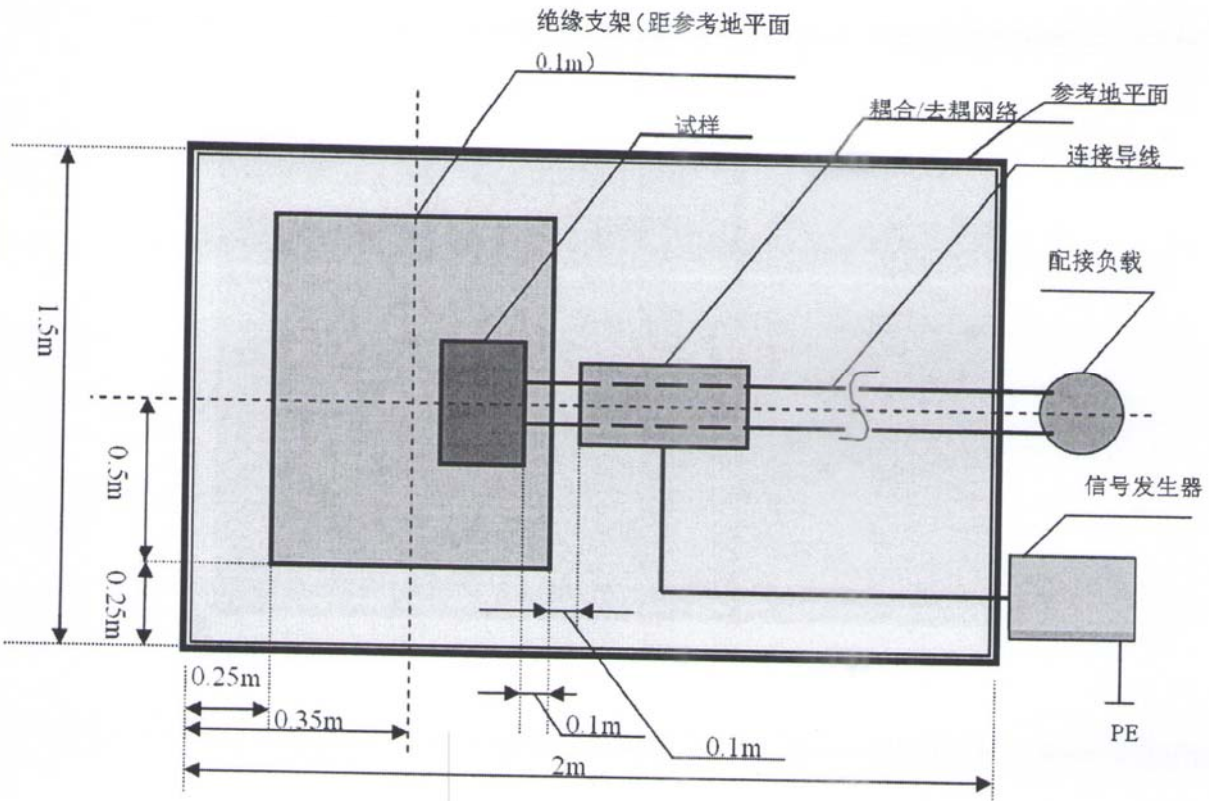 绝缘支架（距参考地平面
0.1m）
参考地平面
耦合/去耦网络
试样
连接导线
配接负载
1.5m
0.5m
信号发生器
0.25m
0.25m
0.35m
0.1m
0.1m
PE
2m